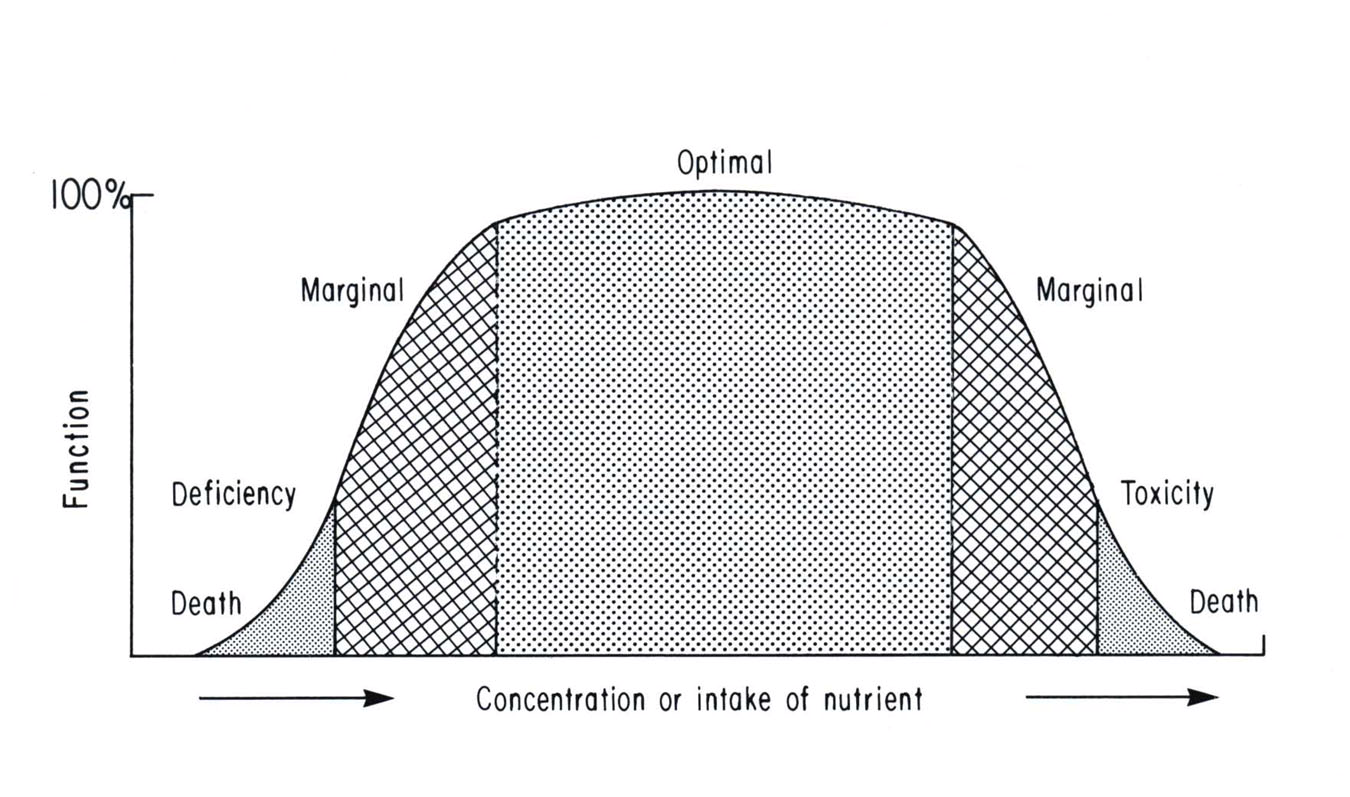 Optimal
100%
Marginal
Marginal
Function
Deficiency
Toxicity
Death
Death
Concentration or intake of nutrient